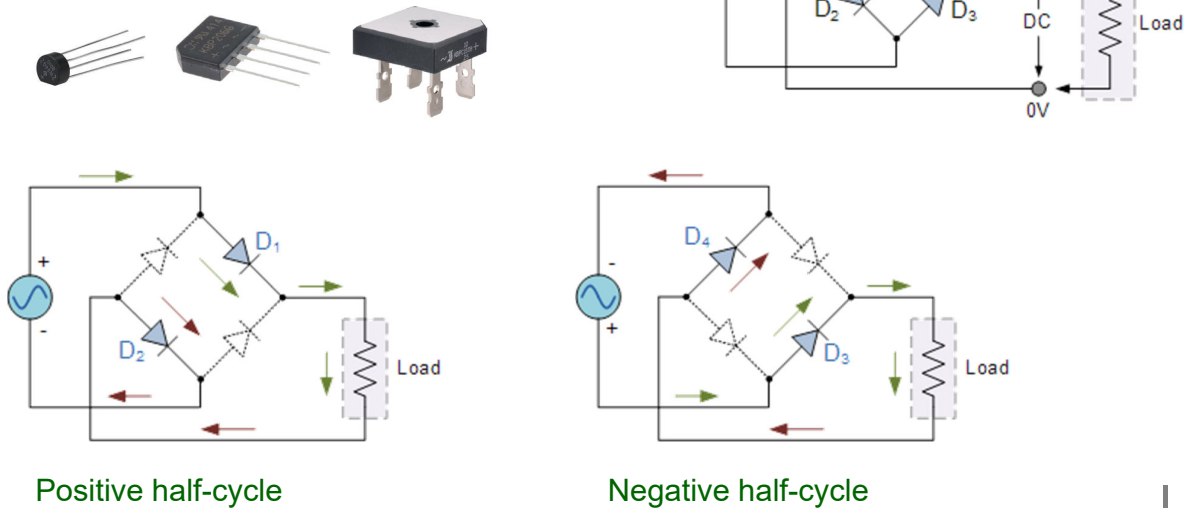 D₂
D₃
DC
Load
0V
+
-
D₁
D₂
Load
-
+
D₄
D₃
Load
Positive half-cycle
Negative half-cycle